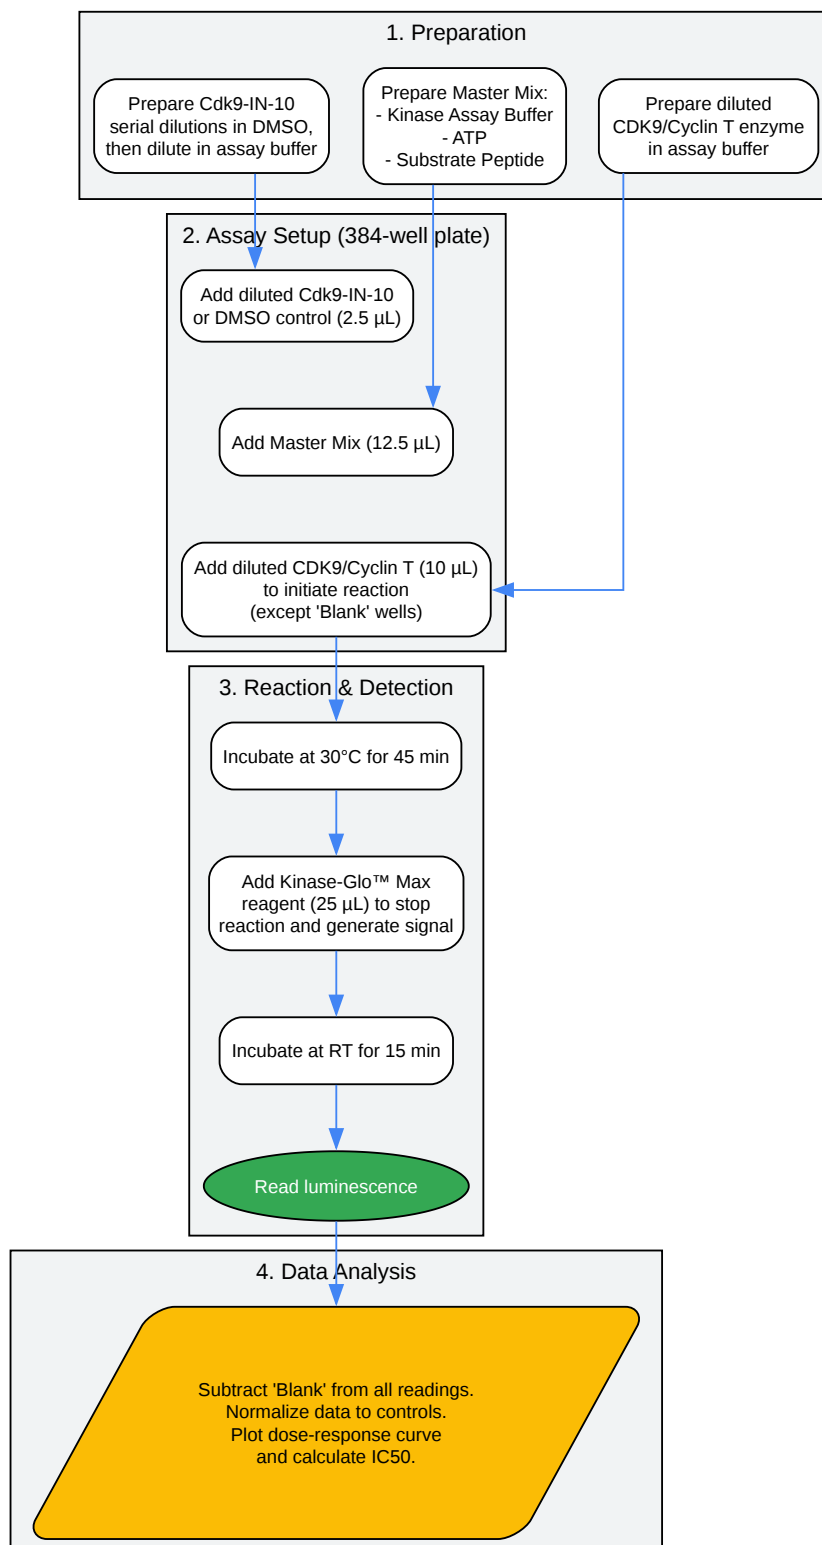 1. Preparation
Prepare Cdk9-IN-10
serial dilutions in DMSO,
then dilute in assay buffer
Prepare Master Mix:
- Kinase Assay Buffer
- ATP
- Substrate Peptide
Prepare diluted
CDK9/Cyclin T enzyme
in assay buffer
2. Assay Setup (384-well plate)
Add diluted Cdk9-IN-10
or DMSO control (2.5 µL)
Add Master Mix (12.5 µL)
Add diluted CDK9/Cyclin T (10 µL)
to initiate reaction
(except 'Blank' wells)
3. Reaction & Detection
Incubate at 30°C for 45 min
Add Kinase-Glo™ Max
reagent (25 µL) to stop
reaction and generate signal
Incubate at RT for 15 min
Read luminescence
4. Data Analysis
Subtract 'Blank' from all readings.
Normalize data to controls.
Plot dose-response curve
and calculate IC50.